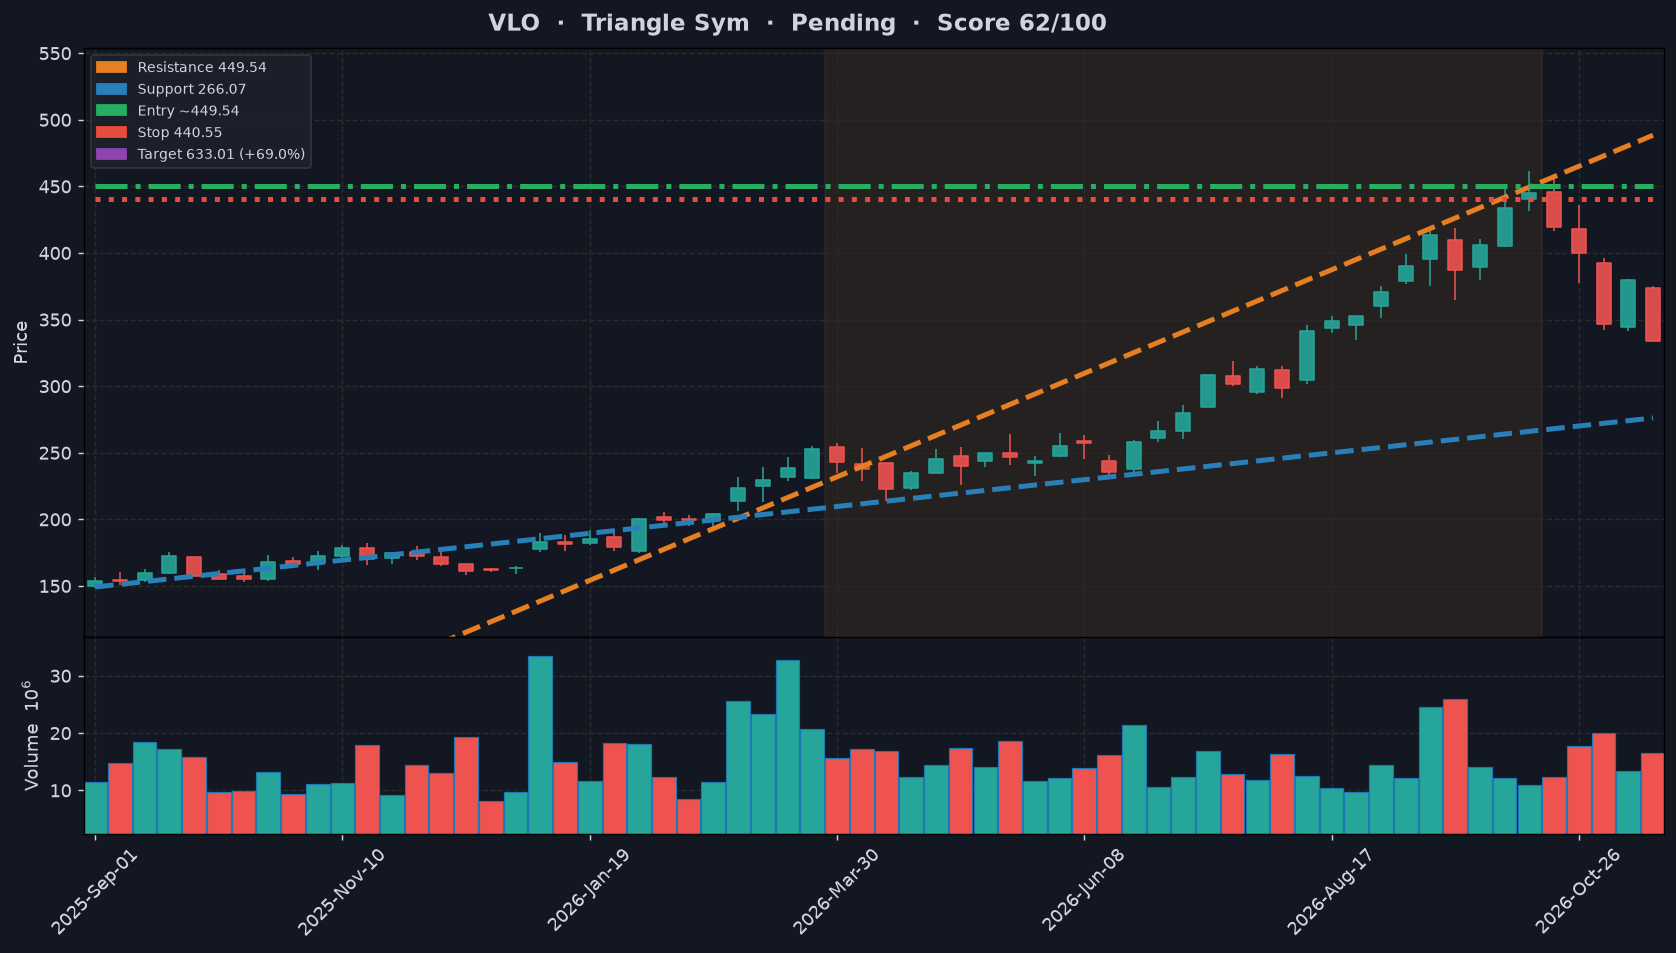 VLO · Triangle Sym · Pending · Score 62/100
Resistance 449.54
Support 266.07
Entry ~449.54
Stop 440.55
Target 633.01 (+69.0%)
Price
550
500
450
400
350
300
250
200
150
Volume 10⁶
30
20
10
2025-Sep-01
2025-Nov-10
2026-Jan-19
2026-Mar-30
2026-Jun-08
2026-Aug-17
2026-Oct-26